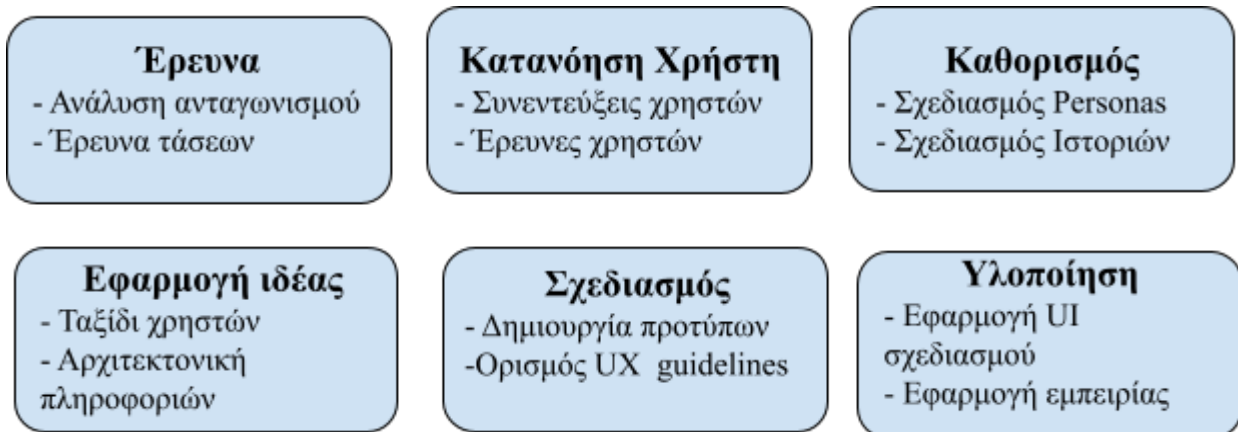 Έρευνα
- Ανάλυση ανταγωνισμού
- Έρευνα τάσεων
Κατανόηση Χρήστη
- Συνεντεύξεις χρηστών
- Έρευνες χρηστών
Καθορισμός
- Σχεδιασμός Personas
- Σχεδιασμός Ιστοριών
Εφαρμογή ιδέας
- Ταξίδι χρηστών
- Αρχιτεκτονική
πληροφοριών
Σχεδιασμός
- Δημιουργία προτύπων
-Ορισμός UX  guidelines
Υλοποίηση
- Εφαρμογή UI
σχεδιασμού
- Εφαρμογή εμπειρίας